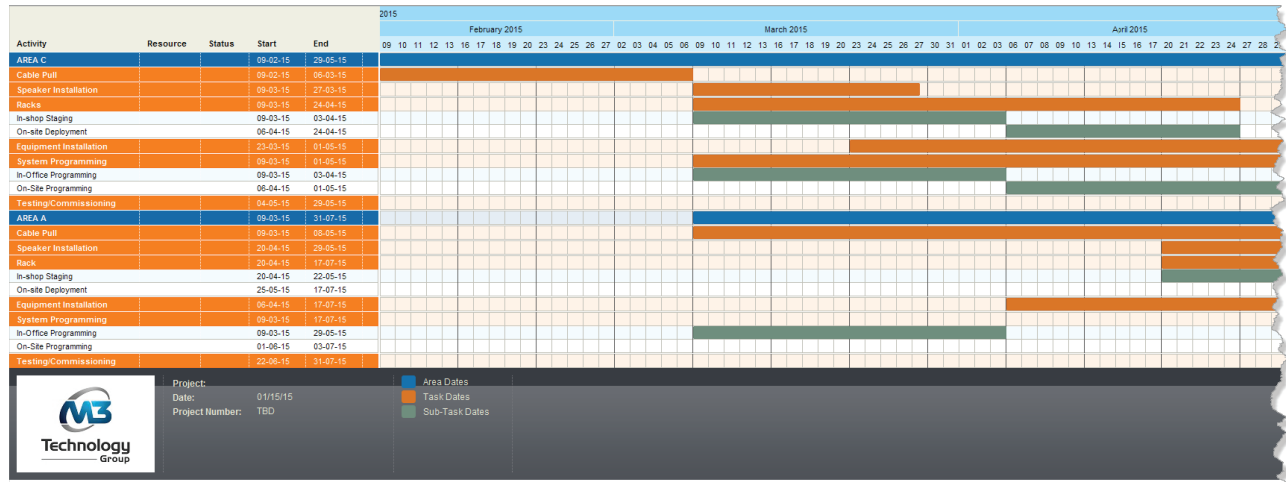 2015
February 2015 March 2015 April 2015
Activity Resource Status Start End 09 10 11 12 13 16 17 18 19 20 23 24 25 26 27 02 03 04 05 06 09 10 11 12 13 16 17 18 19 20 23 24 25 26 27 30 31 01 02 03 06 07 08 09 10 13 14 15 16 17 20 21 22 23 24 27 28
AREA C 09-02-15 29-05-15
Cable Pull 09-02-15 06-03-15
Speaker Installation 09-03-15 27-03-15
Racks 09-03-15 24-04-15
In-shop Staging 09-03-15 03-04-15
On-site Deployment 06-04-15 24-04-15
Equipment Installation 23-03-15 01-05-15
System Programming 09-03-15 01-05-15
In-Office Programming 09-03-15 03-04-15
On-Site Programming 06-04-15 01-05-15
Testing/Commissioning 04-05-15 29-05-15
AREA A 09-03-15 31-07-15
Cable Pull 09-03-15 08-05-15
Speaker Installation 20-04-15 29-05-15
Rack 20-04-15 17-07-15
In-shop Staging 20-04-15 22-05-15
On-site Deployment 25-05-15 17-07-15
Equipment Installation 06-04-15 17-07-15
System Programming 09-03-15 17-07-15
In-Office Programming 09-03-15 29-05-15
On-Site Programming 01-06-15 03-07-15
Testing/Commissioning 22-06-15 31-07-15
M3
Technology
Group
Project:
Date: 01/15/15
Project Number: TBD
Area Dates
Task Dates
Sub-Task Dates